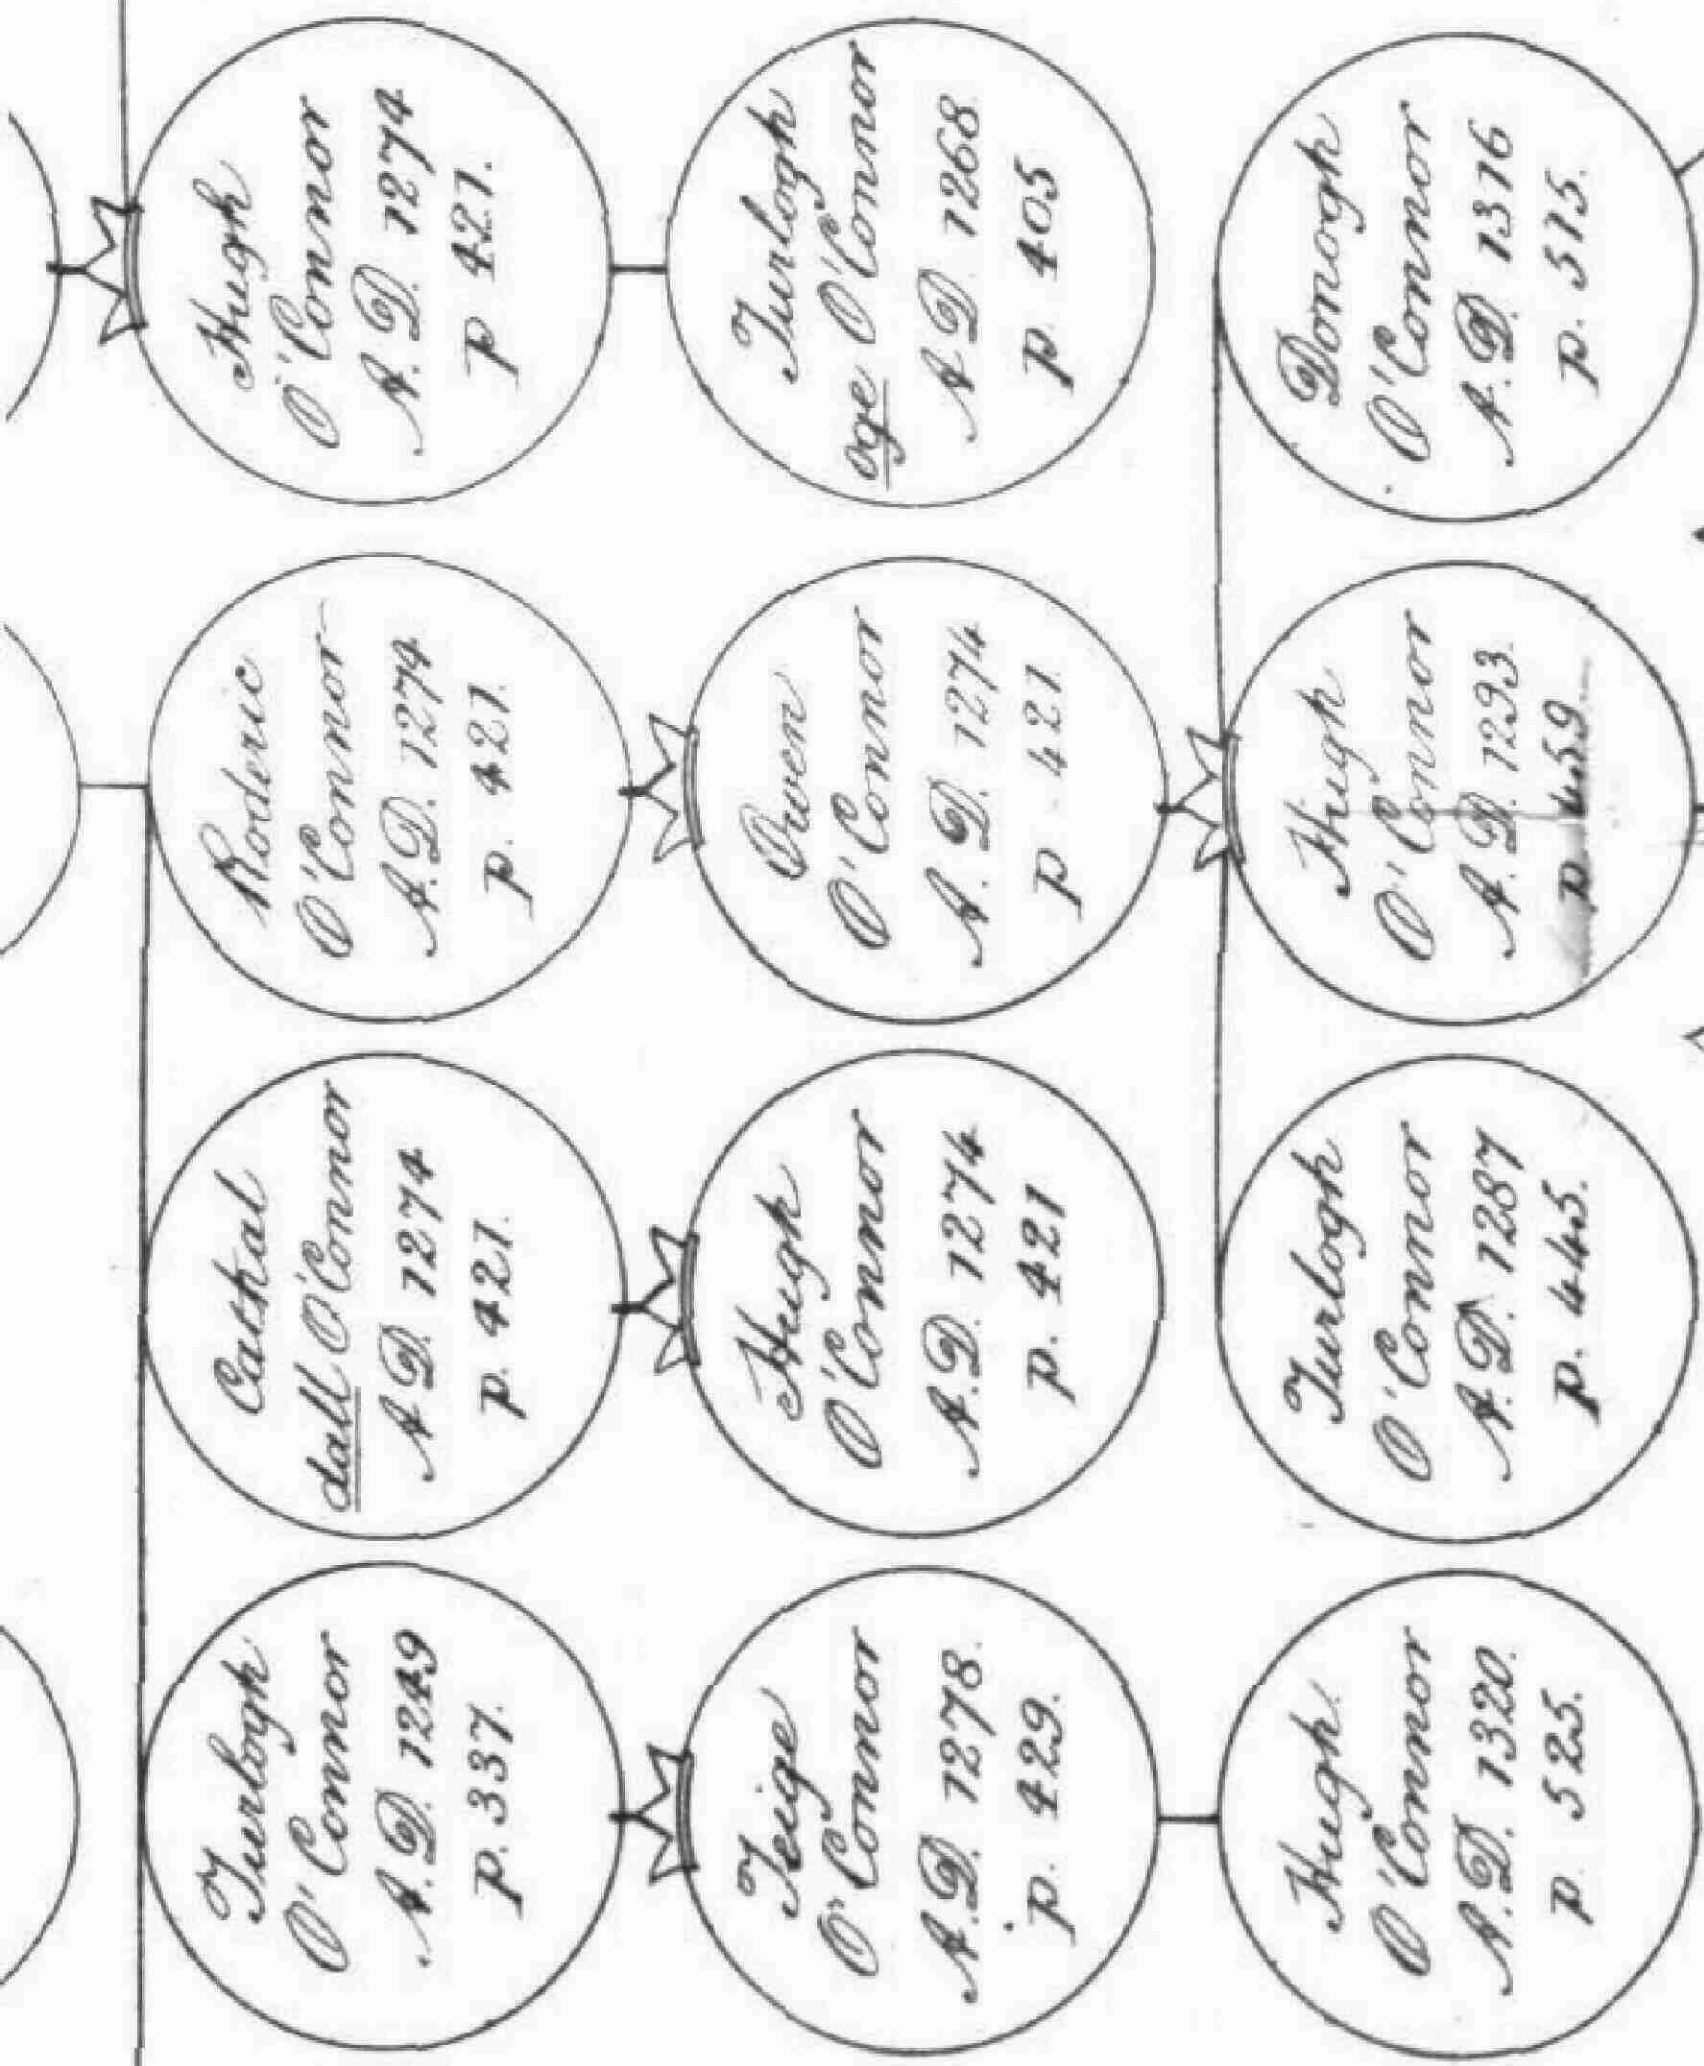 Turlogh
O'Connor
A.D. 1249
p. 337.
Cathal
dall O'Connor
A.D. 1274
p. 421.
Roderic
O'Connor
A.D. 1274
p. 421.
Hugh
O'Connor
A.D. 1274
p 421.
Teige
O'Connor
A.D. 1278.
p. 429.
Hugh
O'Connor
A.D. 1274
p. 421
Owen
O'Connor
A.D. 1274
p 421
Turlogh
oge O'Connor
A D 1268
p. 405
Hugh
O'Connor
A.D. 1320.
p 525.
Turlogh
O'Connor
A.D. 1287
p. 445.
Hugh
O'Connor
A.D. 1293.
p 459
Donogh
O'Connor
A.D. 1316
p. 515.